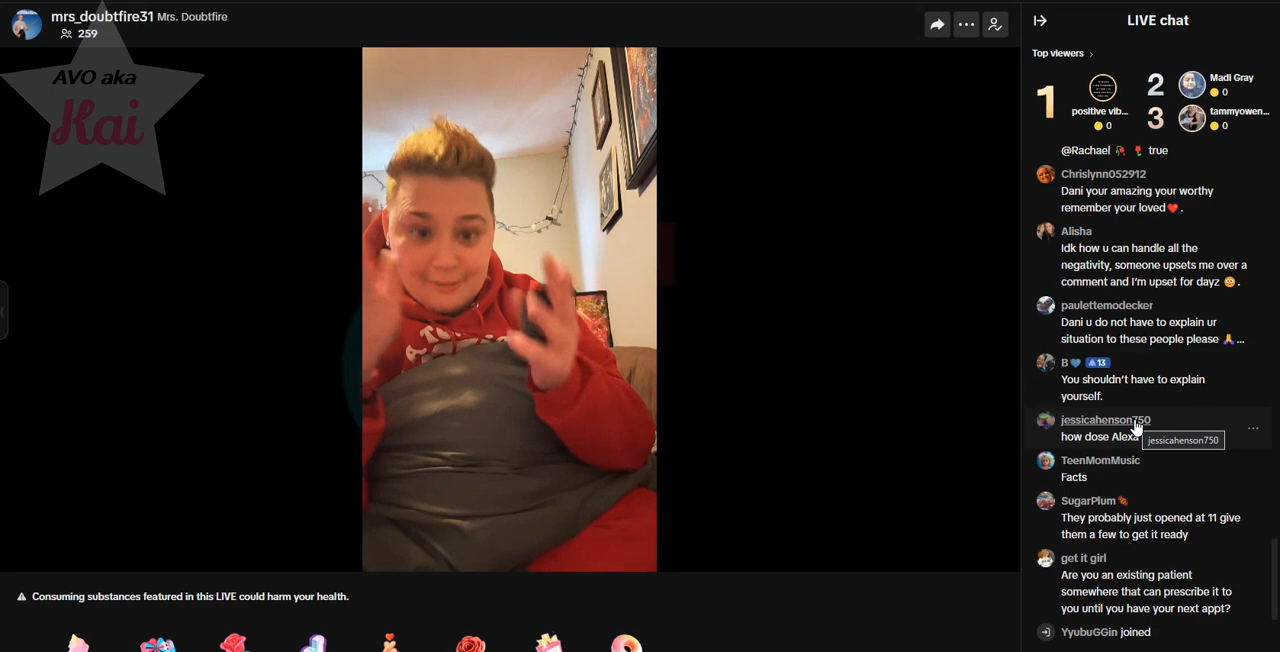 mrs_doubtfire31 Mrs. Doubtfire
259
AVO aka
Kai
Consuming substances featured in this LIVE could harm your health.
LIVE chat
Top viewers
1
positive vib...
0
2
Madi Gray
0
3
tammyowen...
0
@Rachael 🥀 🌷 true
Chrislynn052912
Dani your amazing your worthy
remember your loved❤️ .
Alisha
Idk how u can handle all the
negativity, someone upsets me over a
comment and I'm upset for dayz 😳 .
paulettemodecker
Dani u do not have to explain ur
situation to these people please 🙏 ...
B💙 13
You shouldn't have to explain
yourself.
jessicahenson750
how dose Alexa
jessicahenson750
TeenMomMusic
Facts
SugarPlum
They probably just opened at 11 give
them a few to get it ready
get it girl
Are you an existing patient
somewhere that can prescribe it to
you until you have your next appt?
YyubuGGin joined